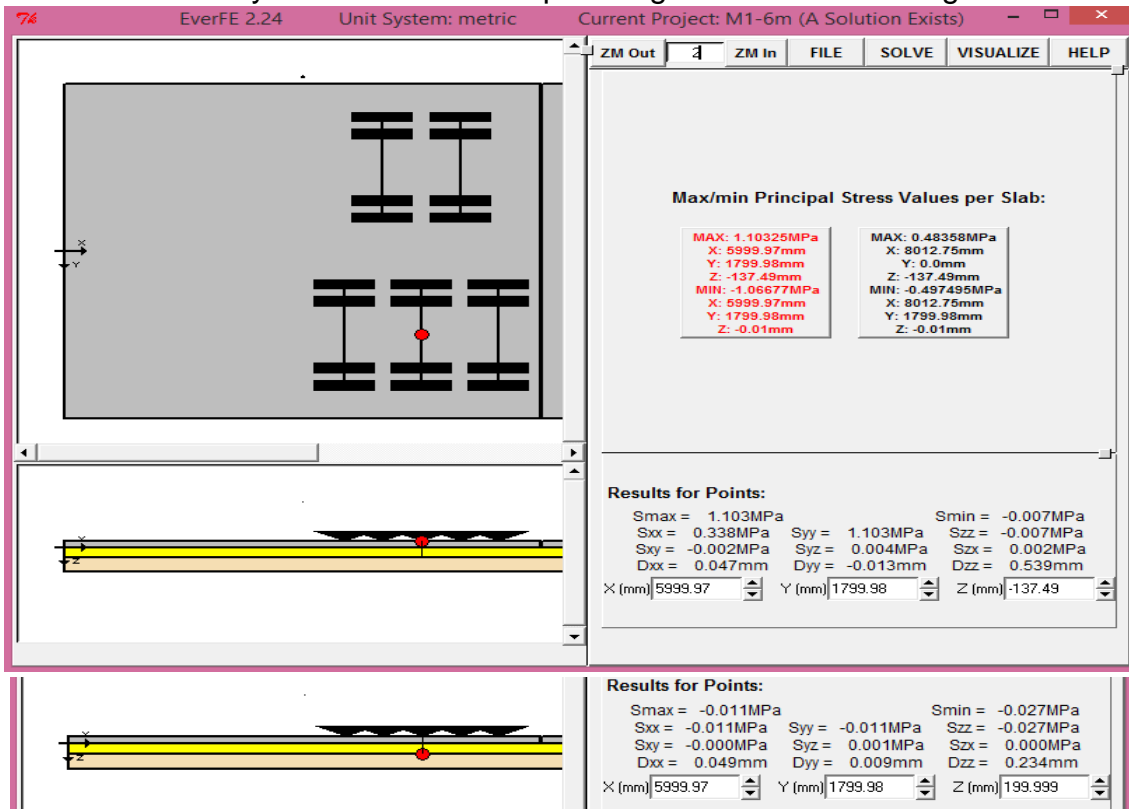 EverFE 2.24 Unit System: metric Current Project: M1-6m (A Solution Exists)
ZM Out 2 ZM In FILE SOLVE VISUALIZE HELP
X
Y
Max/min Principal Stress Values per Slab:
MAX: 1.10325MPa
X: 5999.97mm
Y: 1799.98mm
Z: -137.49mm
MIN: -1.06677MPa
X: 5999.97mm
Y: 1799.98mm
Z: -0.01mm
MAX: 0.48358MPa
X: 8012.75mm
Y: 0.0mm
Z: -137.49mm
MIN: -0.497495MPa
X: 8012.75mm
Y: 1799.98mm
Z: -0.01mm
X
Z
Results for Points:
Smax = 1.103MPa Smin = -0.007MPa
Sxx = 0.338MPa Syy = 1.103MPa Szz = -0.007MPa
Sxy = -0.002MPa Syz = 0.004MPa Szx = 0.002MPa
Dxx = 0.047mm Dyy = -0.013mm Dzz = 0.539mm
X (mm) 5999.97 Y (mm) 1799.98 Z (mm) -137.49
X
Z
Results for Points:
Smax = -0.011MPa Smin = -0.027MPa
Sxx = -0.011MPa Syy = -0.011MPa Szz = -0.027MPa
Sxy = -0.000MPa Syz = 0.001MPa Szx = 0.000MPa
Dxx = 0.049mm Dyy = 0.009mm Dzz = 0.234mm
X (mm) 5999.97 Y (mm) 1799.98 Z (mm) 199.999